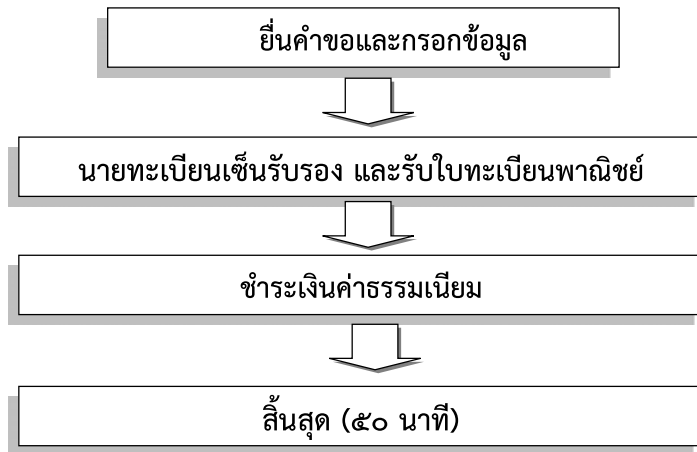 ยื่นคำขอและกรอกข้อมูล
นายทะเบียนเซ็นรับรอง และรับใบทะเบียนพาณิชย์
ชำระเงินค่าธรรมเนียม
สิ้นสุด (๕๐ นาที)